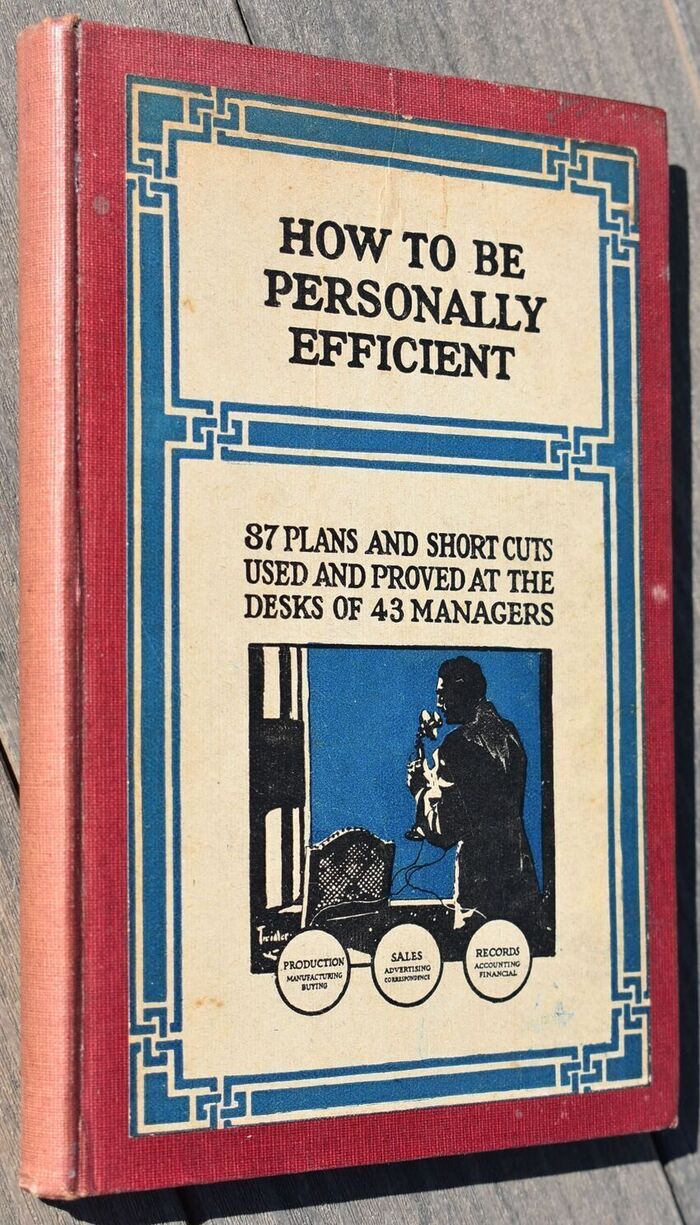 HOW TO BE
PERSONALLY
EFFICIENT
87 PLANS AND SHORT CUTS
USED AND PROVED AT THE
DESKS OF 43 MANAGERS
Treidler
PRODUCTION
MANUFACTURING
BUYING
SALES
ADVERTISING
CORRESPONDENCE
RECORDS
ACCOUNTING
FINANCIAL